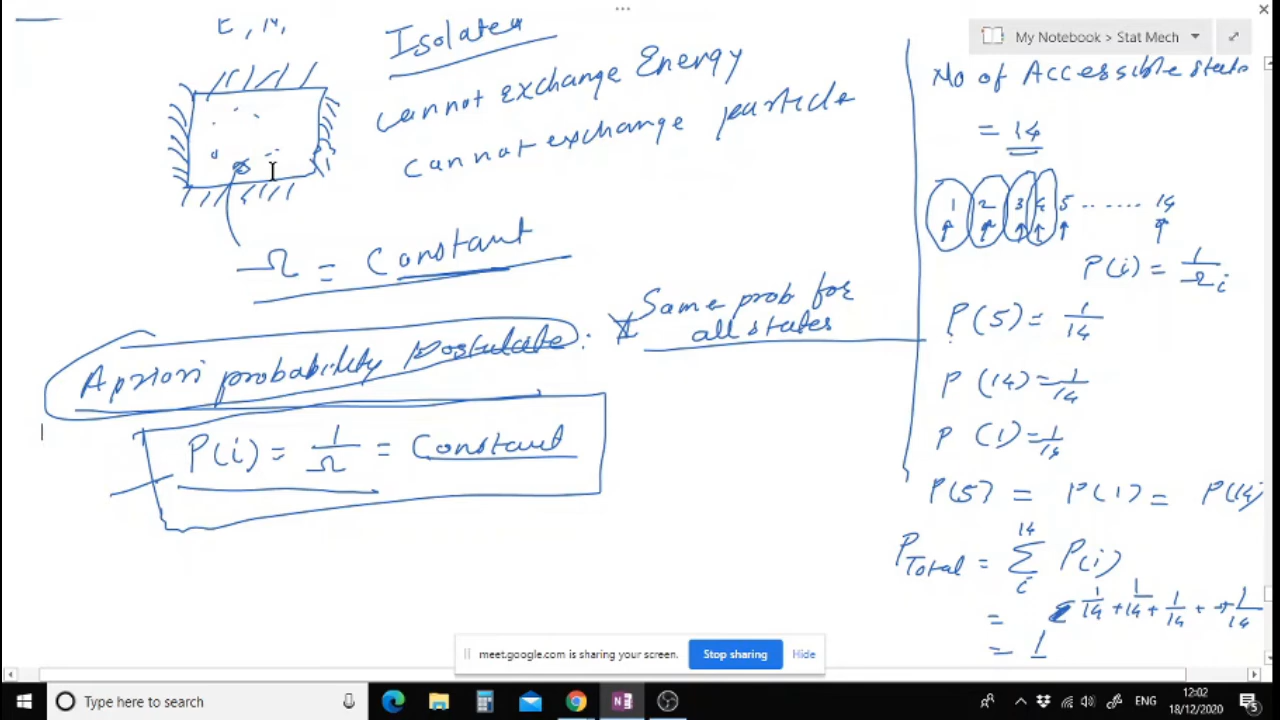 My Notebook > Stat Mech
E, N,
Isolated
cannot exchange Energy
cannot exchange particle
Ω = Constant
Apriori probability postulate : Same prob for
all states
P(i) = 1/Ω = Constant
No of Accessible state
= 14
1 2 3 4 5 ........ 14
P(i) = 1/Ωi
P(5) = 1/14
P(14) = 1/14
P(1) = 1/14
P(5) = P(1) = P(14)
PTotal = 14∑i P(i)
= 1/14 + 1/14 + 1/14 + - + 1/14
= 1
meet.google.com is sharing your screen.
Stop sharing
Hide
Type here to search
ENG
12:02
18/12/2020
5